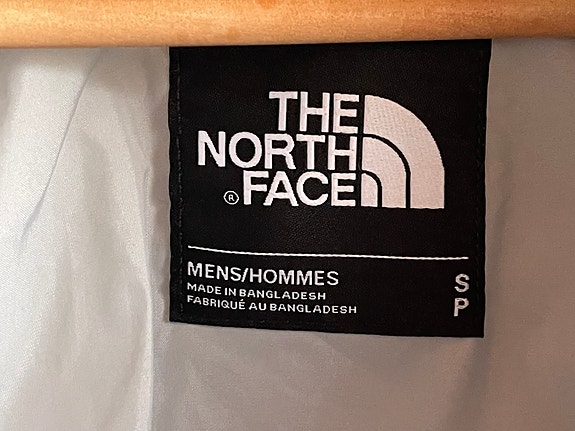 THE
NORTH
® FACE
MENS/HOMMES S
MADE IN BANGLADESH P
FABRIQUÉ AU BANGLADESH